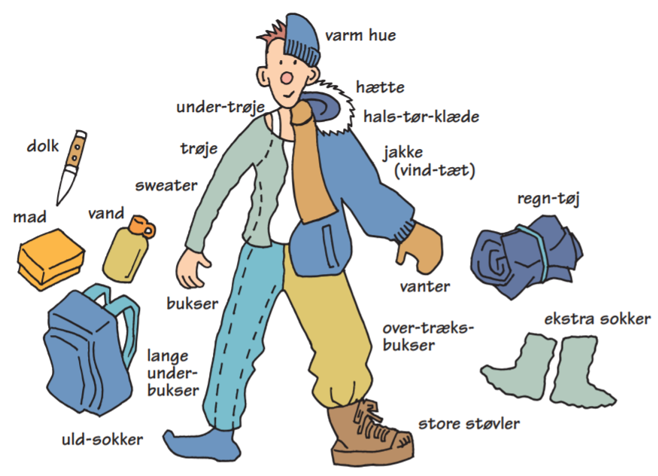 varm hue
hætte
under-trøje
hals-tør-klæde
dolk
trøje
jakke
(vind-tæt)
sweater
regn-tøj
mad
vand
bukser
vanter
ekstra sokker
over-træks-
bukser
lange
under-
bukser
store støvler
uld-sokker